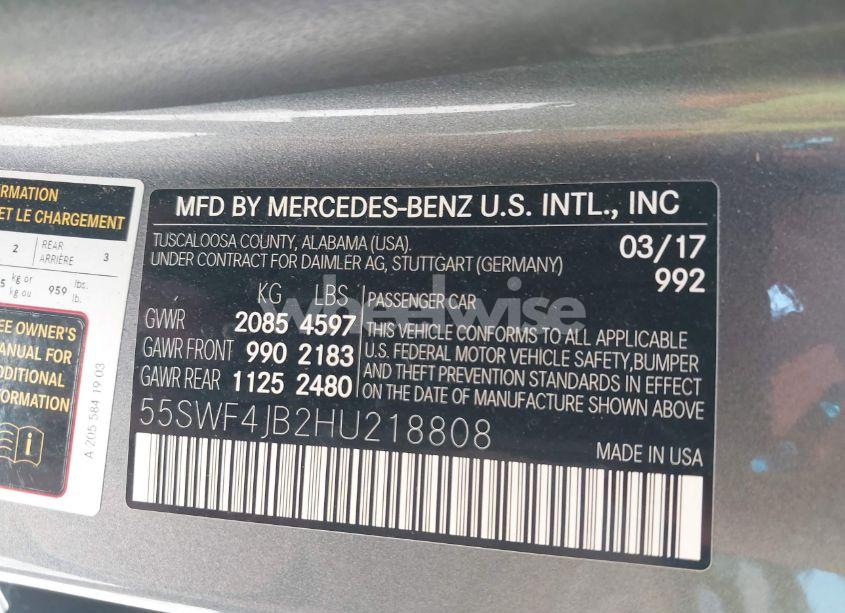 RMATION
ET LE CHARGEMENT
2 REAR 3
ARRIÈRE
5 kg or 959 lbs.
kg ou lb.
EE OWNER'S
ANUAL FOR
DDITIONAL
FORMATION
A 205 584 19 03
MFD BY MERCEDES-BENZ U.S. INTL., INC
TUSCALOOSA COUNTY, ALABAMA (USA). 03/17
UNDER CONTRACT FOR DAIMLER AG, STUTTGART (GERMANY) 992
KG LBS PASSENGER CAR
GVWR 2085 4597
GAWR FRONT 990 2183
GAWR REAR 1125 2480
THIS VEHICLE CONFORMS TO ALL APPLICABLE
U.S. FEDERAL MOTOR VEHICLE SAFETY,BUMPER
AND THEFT PREVENTION STANDARDS IN EFFECT
ON THE DATE OF MANUFACTURE SHOWN ABOVE.
55SWF4JB2HU218808
MADE IN USA
wheelwise